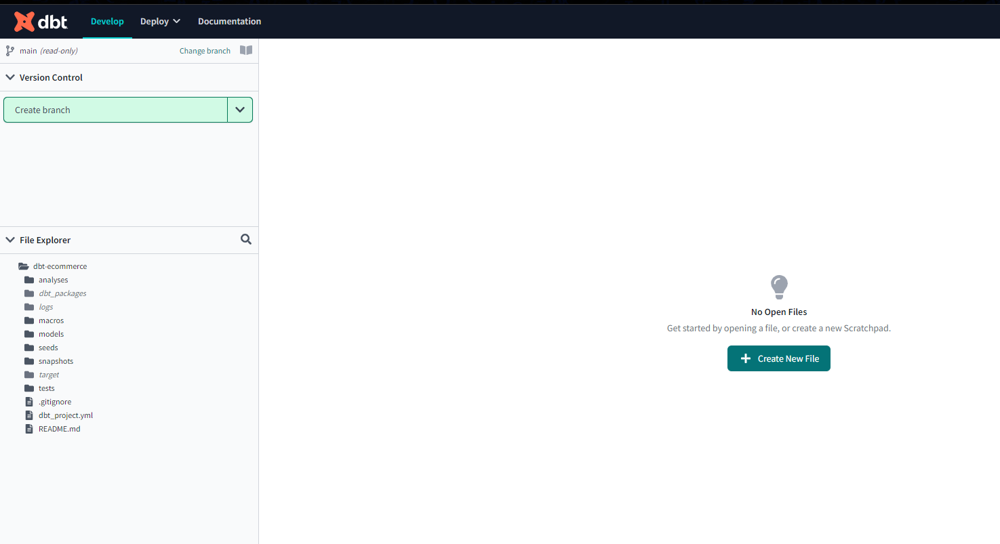 dbt Develop Deploy Documentation
main (read-only) Change branch
Version Control
Create branch
File Explorer
dbt-ecommerce
analyses
dbt_packages
logs
macros
models
seeds
snapshots
target
tests
.gitignore
dbt_project.yml
README.md
No Open Files
Get started by opening a file, or create a new Scratchpad.
Create New File